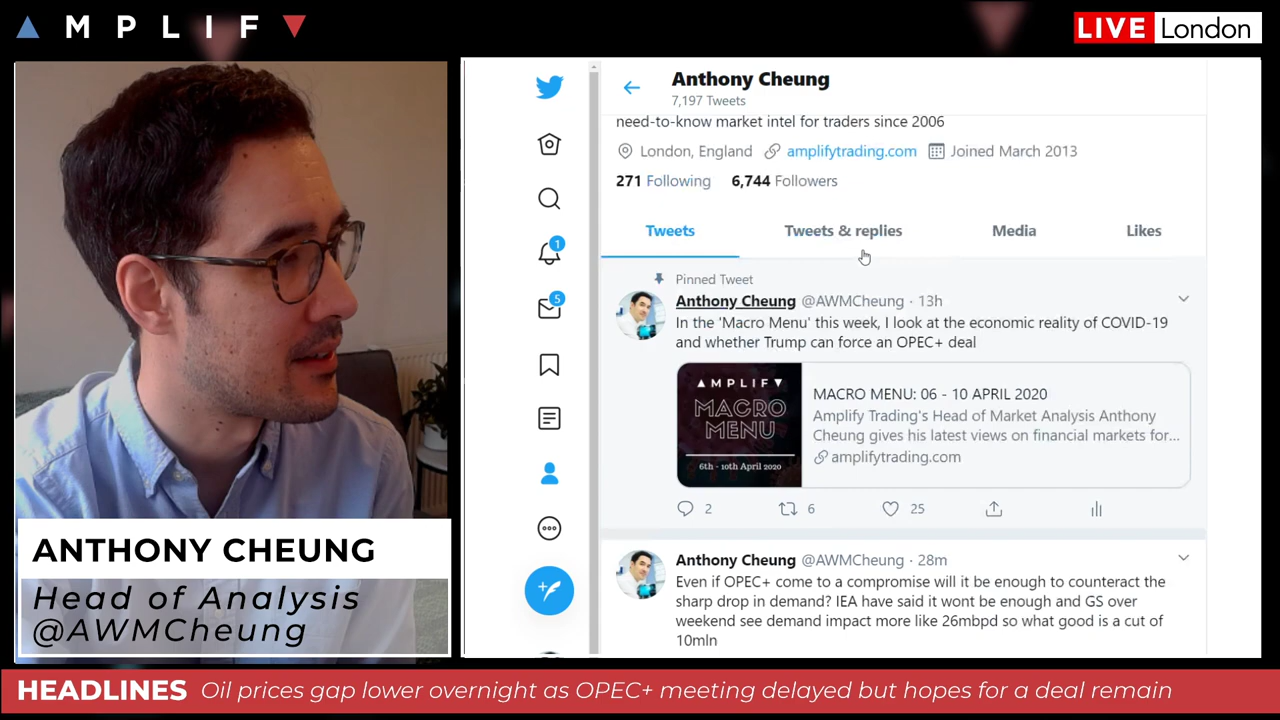 AMPLIFY
LIVE London
Anthony Cheung
7,197 Tweets
need-to-know market intel for traders since 2006
London, England amplifytrading.com Joined March 2013
271 Following 6,744 Followers
Tweets Tweets & replies Media Likes
Pinned Tweet
Anthony Cheung @AWMCheung · 13h
In the 'Macro Menu' this week, I look at the economic reality of COVID-19
and whether Trump can force an OPEC+ deal
AMPLIFY
MACRO
MENU
6th - 10th April 2020
MACRO MENU: 06 - 10 APRIL 2020
Amplify Trading's Head of Market Analysis Anthony
Cheung gives his latest views on financial markets for...
amplifytrading.com
2 6 25
1
5
Anthony Cheung @AWMCheung · 28m
Even if OPEC+ come to a compromise will it be enough to counteract the
sharp drop in demand? IEA have said it wont be enough and GS over
weekend see demand impact more like 26mbpd so what good is a cut of
10mln
ANTHONY CHEUNG
Head of Analysis
@AWMCheung
HEADLINES Oil prices gap lower overnight as OPEC+ meeting delayed but hopes for a deal remain